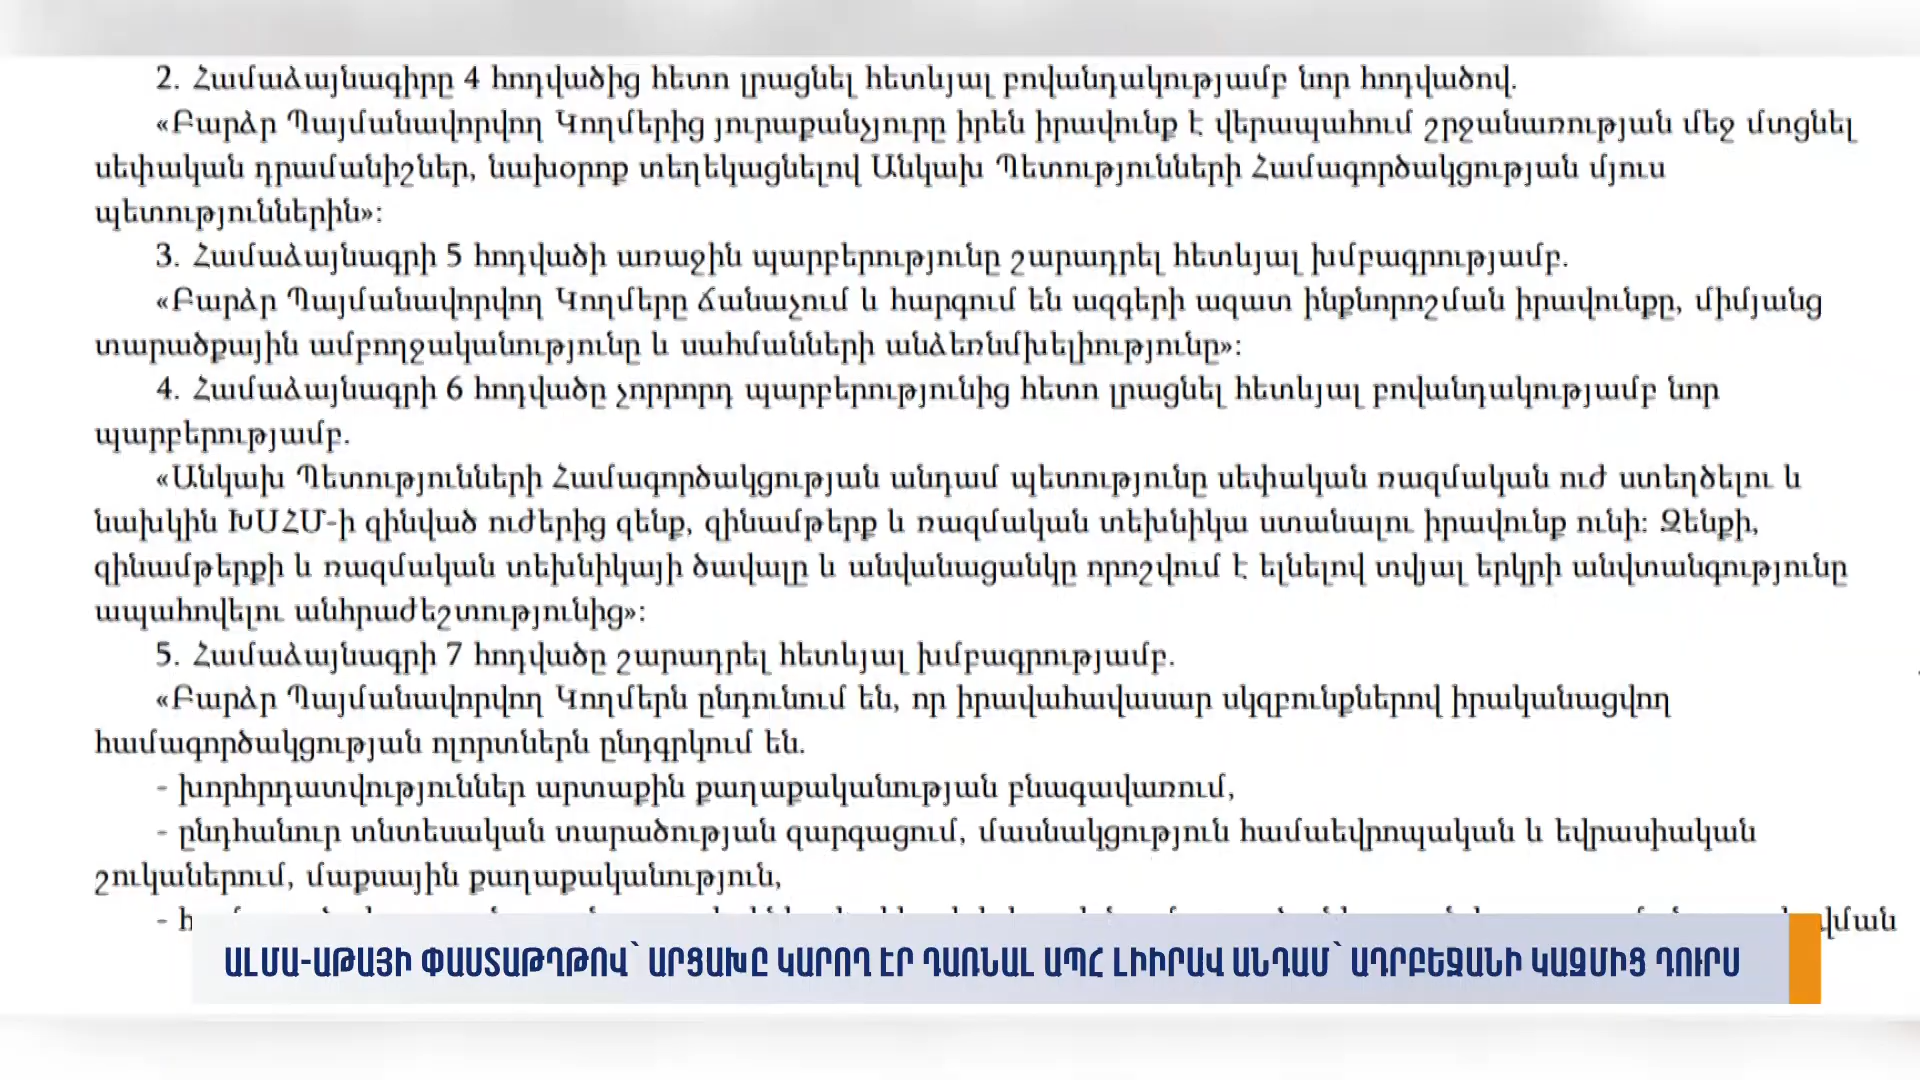 2. Համաձայնագիրը 4 հոդվածից հետո լրացնել հետևյալ բովանդակությամբ նոր հոդվածով.
«Բարձր Պայմանավորվող Կողմերից յուրաքանչյուրը իրեն իրավունք է վերապահում շրջանառության մեջ մտցնել
սեփական դրամանիշներ, նախօրոք տեղեկացնելով Անկախ Պետությունների Համագործակցության մյուս
պետություններին»:
3. Համաձայնագրի 5 հոդվածի առաջին պարբերությունը շարադրել հետևյալ խմբագրությամբ.
«Բարձր Պայմանավորվող Կողմերը ճանաչում և հարգում են ազգերի ազատ ինքնորոշման իրավունքը, միմյանց
տարածքային ամբողջականությունը և սահմանների անձեռնմխելիությունը»:
4. Համաձայնագրի 6 հոդվածը չորրորդ պարբերությունից հետո լրացնել հետևյալ բովանդակությամբ նոր
պարբերությամբ.
«Անկախ Պետությունների Համագործակցության անդամ պետությունը սեփական ռազմական ուժ ստեղծելու և
նախկին ԽՍՀՄ-ի զինված ուժերից զենք, զինամթերք և ռազմական տեխնիկա ստանալու իրավունք ունի: Զենքի,
զինամթերքի և ռազմական տեխնիկայի ծավալը և անվանացանկը որոշվում է ելնելով տվյալ երկրի անվտանգությունը
ապահովելու անհրաժեշտությունից»:
5. Համաձայնագրի 7 հոդվածը շարադրել հետևյալ խմբագրությամբ.
«Բարձր Պայմանավորվող Կողմերն ընդունում են, որ իրավահավասար սկզբունքներով իրականացվող
համագործակցության ոլորտներն ընդգրկում են.
- խորհրդատվություններ արտաքին քաղաքականության բնագավառում,
- ընդհանուր տնտեսական տարածության զարգացում, մասնակցություն համաեվրոպական և եվրասիական
շուկաներում, մաքսային քաղաքականություն,
ԱԼՄԱ-ԱԹԱՅԻ ՓԱՍՏԱԹՂԹՈՎ՝ ԱՐՑԱԽԸ ԿԱՐՈՂ ԷՐ ԴԱՌՆԱԼ ԱՊՀ ԼԻԻՐԱՎ ԱՆԴԱՄ՝ ԱԴՐԲԵՋԱՆԻ ԿԱԶՄԻՑ ԴՈՒՐՍ